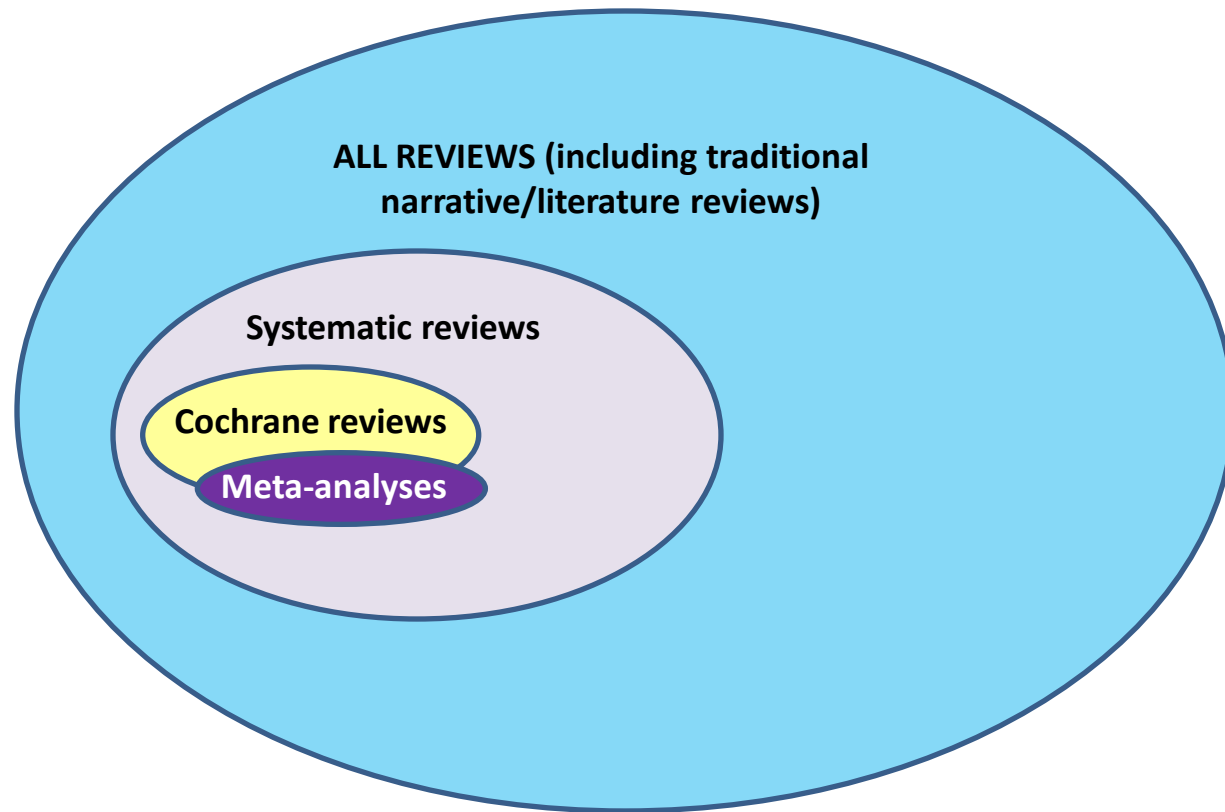 ALL REVIEWS (including traditional
narrative/literature reviews)
Systematic reviews
Cochrane reviews
Meta-analyses